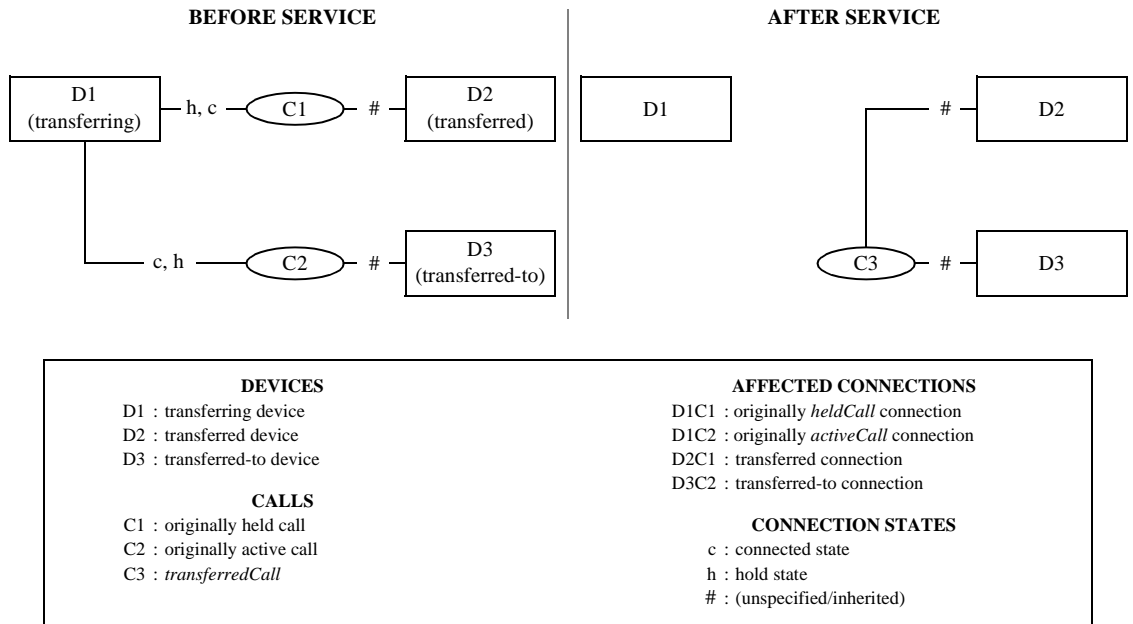 BEFORE SERVICE
AFTER SERVICE
D1
(transferring)
h, c
C1
#
D2
(transferred)
c, h
C2
#
D3
(transferred-to)
D1
#
D2
C3
#
D3
DEVICES
D1 : transferring device
D2 : transferred device
D3 : transferred-to device
CALLS
C1 : originally held call
C2 : originally active call
C3 : transferredCall
AFFECTED CONNECTIONS
D1C1 : originally heldCall connection
D1C2 : originally activeCall connection
D2C1 : transferred connection
D3C2 : transferred-to connection
CONNECTION STATES
c : connected state
h : hold state
# : (unspecified/inherited)